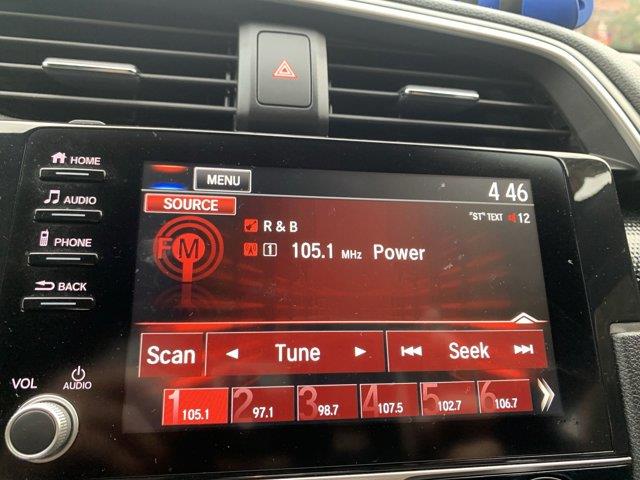 HOME
MENU
4 46
AUDIO
SOURCE
"ST" TEXT 12
FM
R & B
PHONE
1 105.1 MHz Power
BACK
Scan Tune Seek
VOL AUDIO
1 105.1 2 97.1 3 98.7 4 107.5 5 102.7 6 106.7